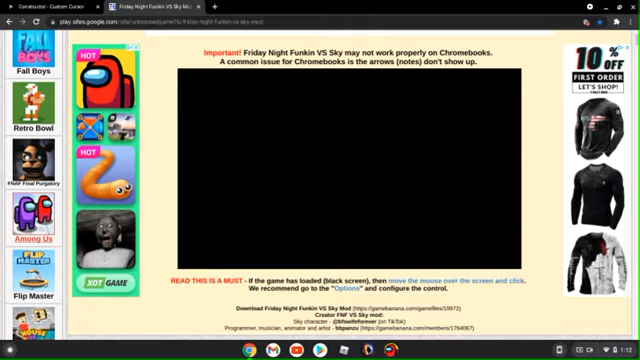 Constructor - Custom Cursor
Friday Night Funkin VS Sky Mod
play.sites.google.com/site/unblockedgame76/friday-night-funkin-vs-sky-mod
Important! Friday Night Funkin VS Sky may not work properly on Chromebooks.
A common issue for Chromebooks is the arrows (notes) don't show up.
FALL BOYS
Fall Boys
Retro Bowl
FNAF Final Purgatory
Among Us
FLIP MASTER
Flip Master
HOUSE
HOT
HOT
XOT GAME
10% OFF
FIRST ORDER
LET'S SHOP!
READ THIS IS A MUST - If the game has loaded (black screen), then move the mouse over the screen and click.
We recommend go to the "Options" and configure the control.
Download Friday Night Funkin VS Sky Mod (https://gamebanana.com/gamefiles/19972)
Creator FNF VS Sky mod:
Sky character - @bfswifeforever (on TikTok)
Programmer, musician, animator and artist - bbpanzu (https://gamebanana.com/members/1764067)
1:12